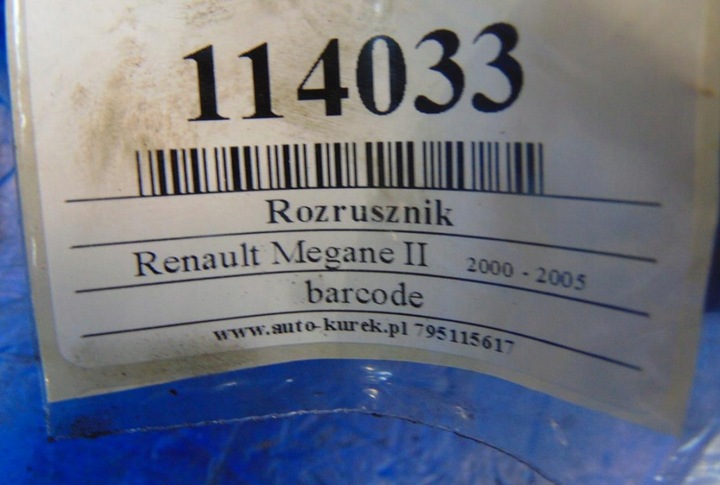 114033
Rozrusznik
Renault Megane II 2000 - 2005
barcode
www.auto-kurek.pl 795115617